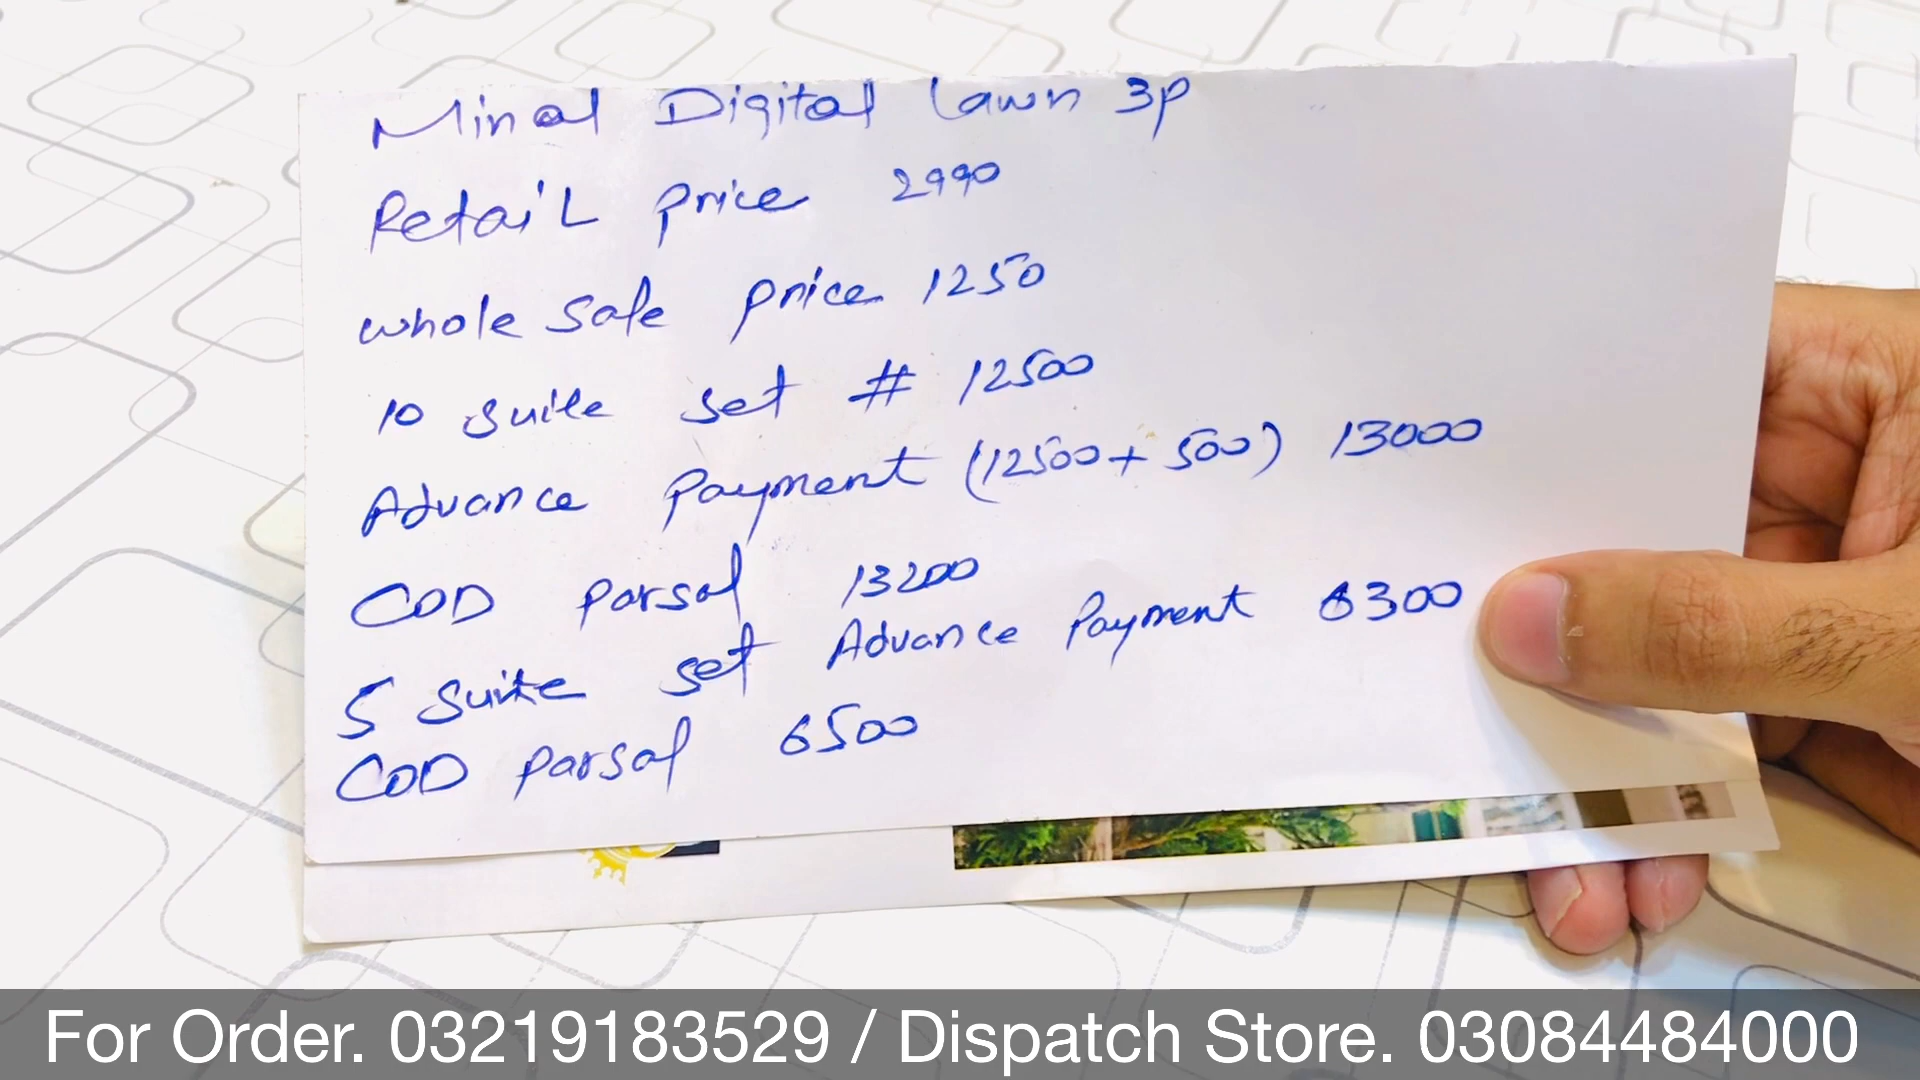 Minal Digital Lawn 3P
Retail Price 2990
whole Sale Price 1250
10 Suite Set # 12500
Advance Payment (12500+500) 13000
COD Parsal 13200
5 Suite Set Advance Payment 6300
COD Parsal 6500
For Order. 03219183529 / Dispatch Store. 03084484000